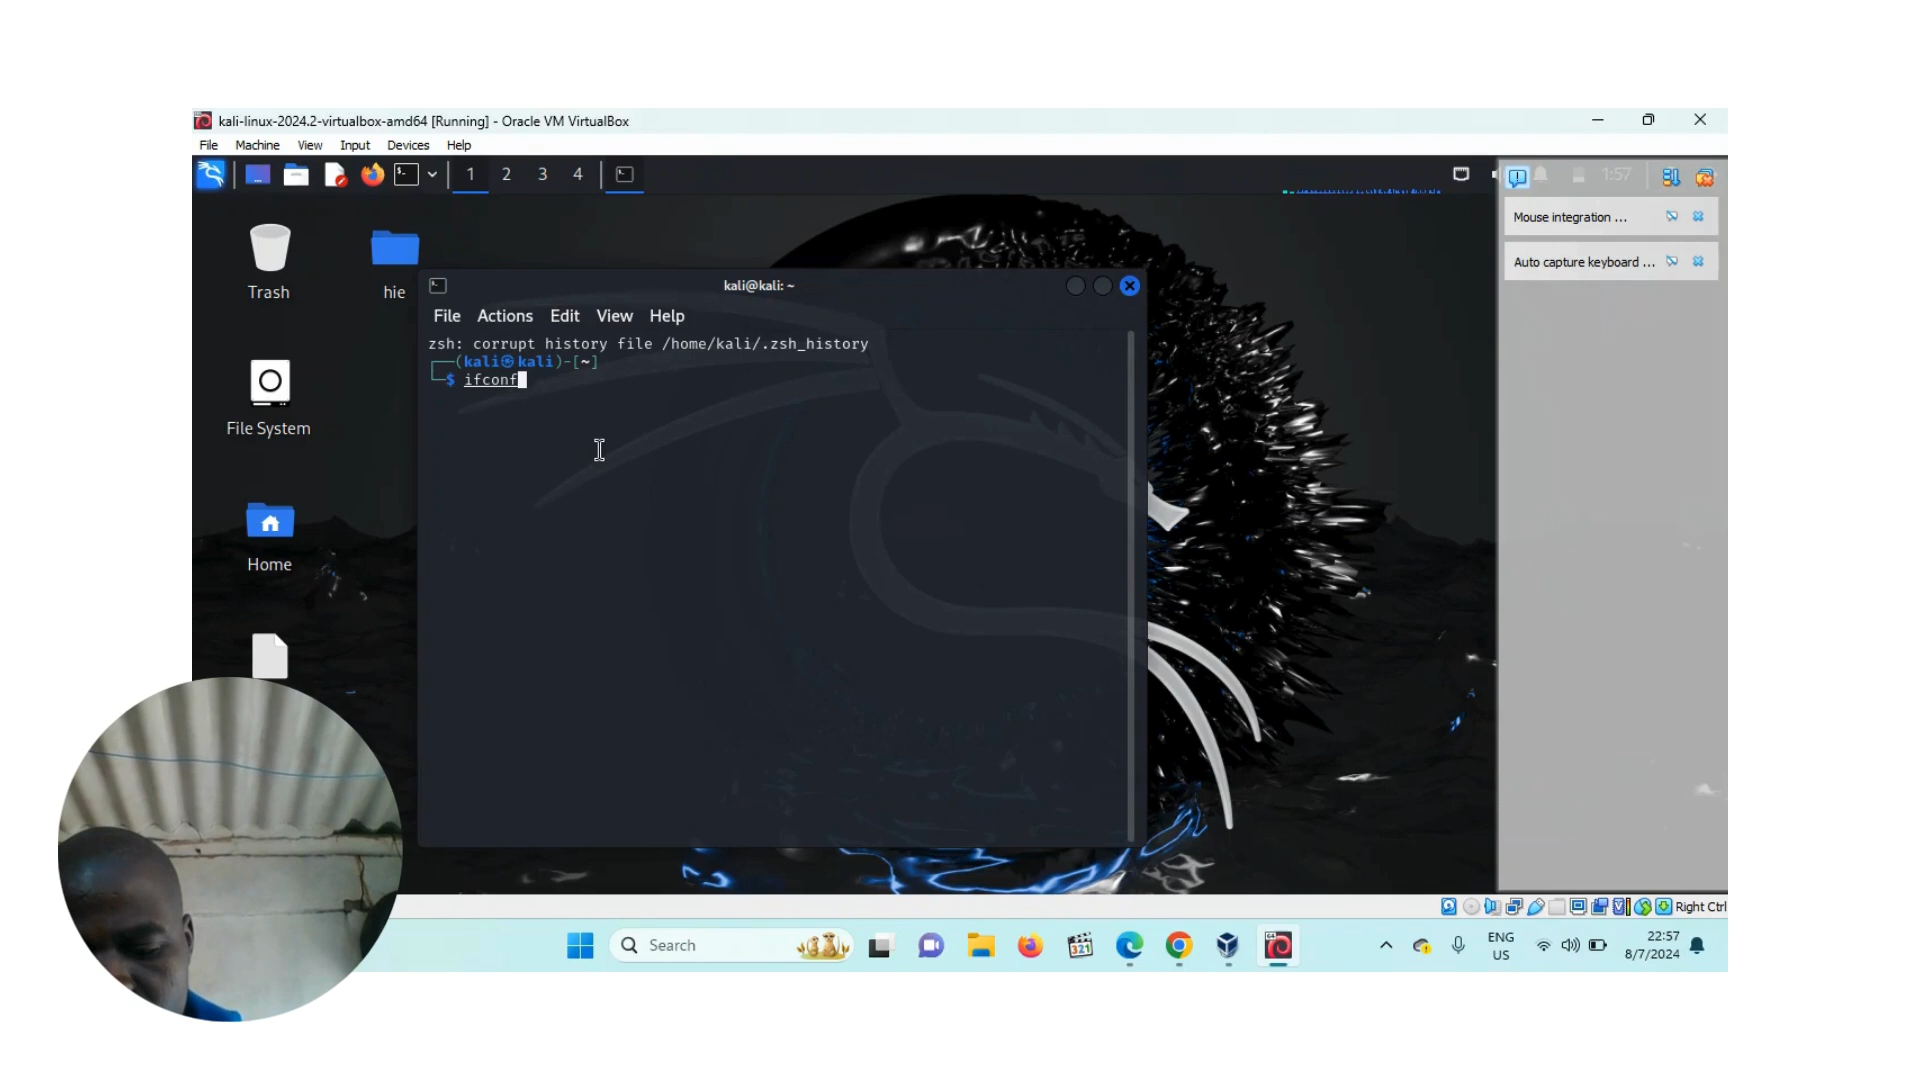 kali-linux-2024.2-virtualbox-amd64 [Running] - Oracle VM VirtualBox
File Machine View Input Devices Help
1 2 3 4
1:57
Mouse integration ...
Auto capture keyboard ...
Trash
hie
File System
Home
kali@kali: ~
File Actions Edit View Help
zsh: corrupt history file /home/kali/.zsh_history
┌──(kali㉿kali)-[~]
└─$ ifconf
Right Ctrl
Search
321
ENG
US
22:57
8/7/2024